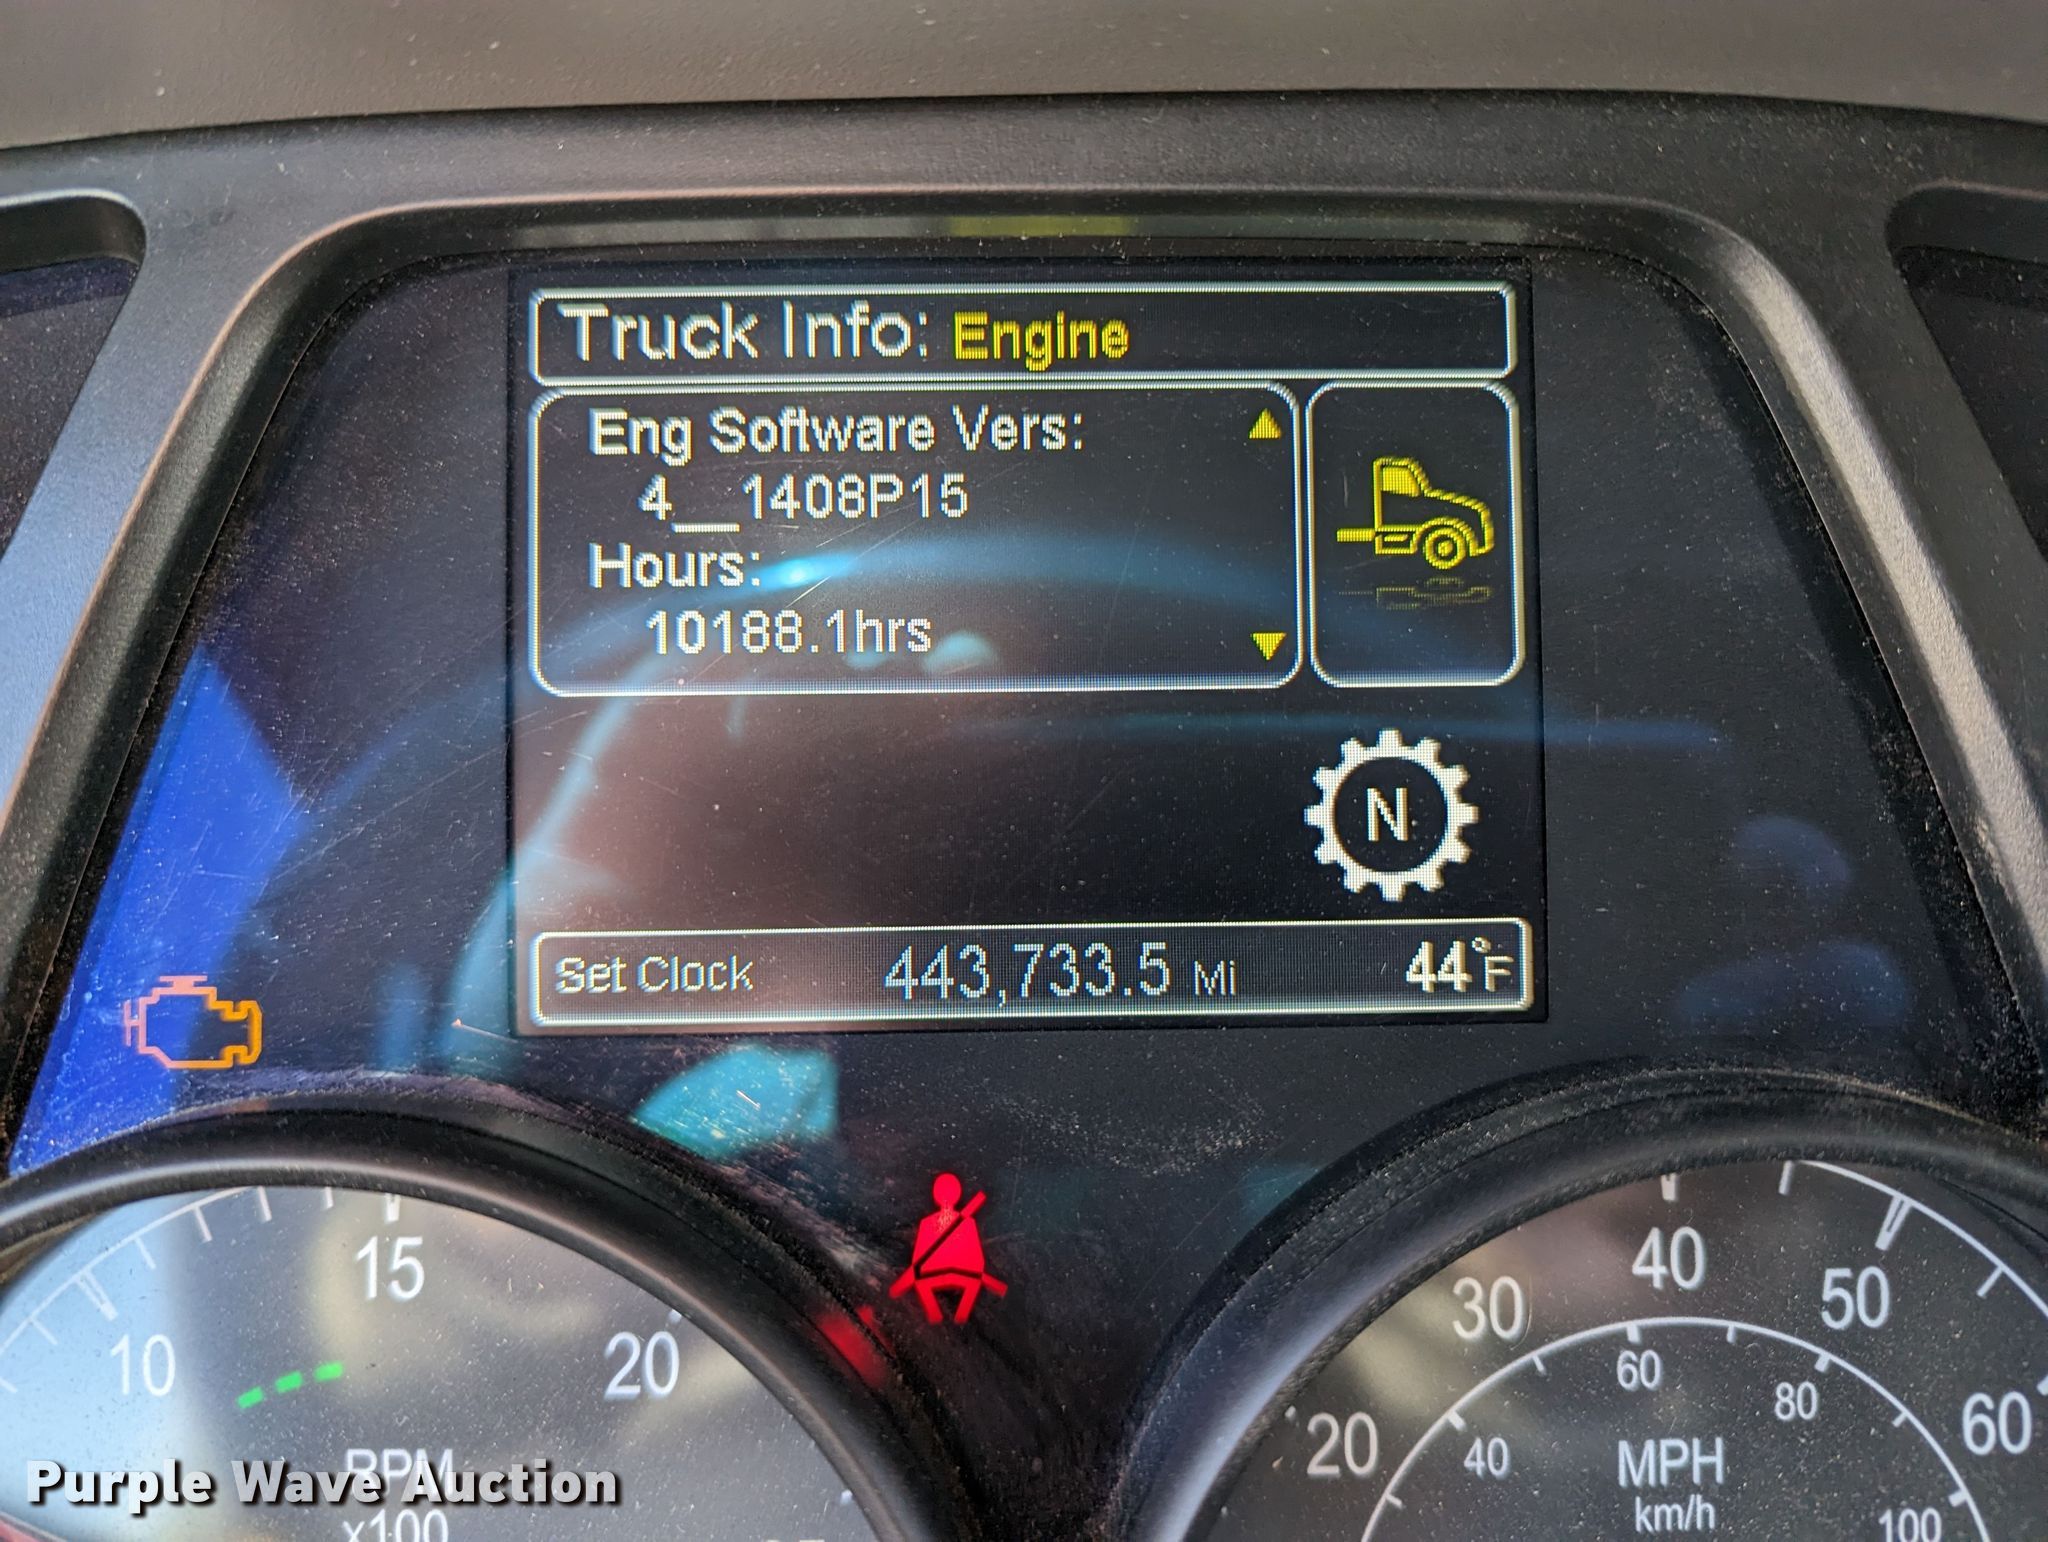 Truck Info: Engine
Eng Software Vers:
4__1408P15
Hours:
10188.1hrs
N
Set Clock 443,733.5 Mi 44°F
10 15 20
RPM
x100
20 30 40 50 60
40 60 80 100
MPH
km/h
Purple Wave Auction